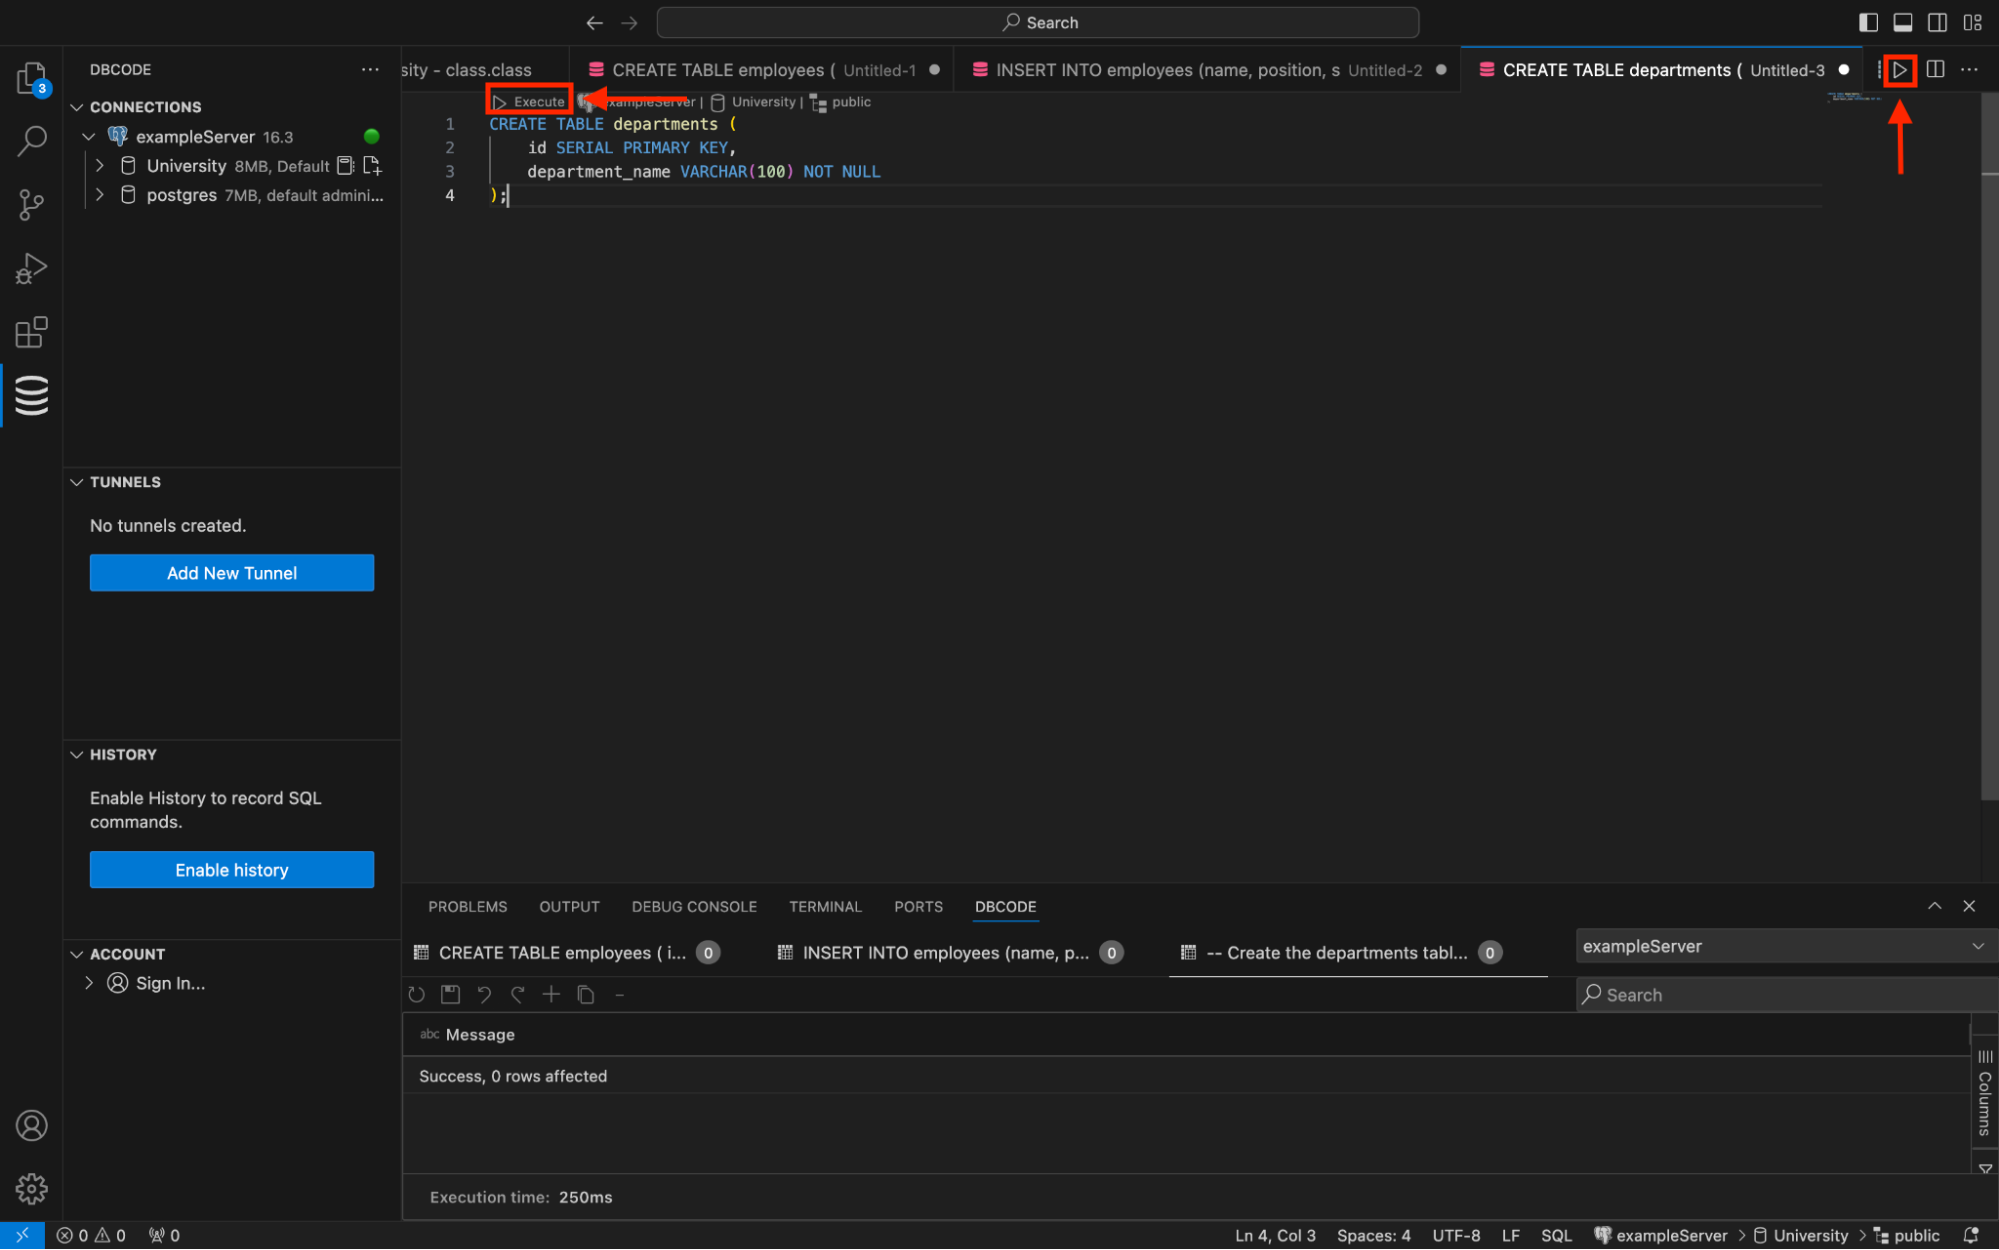 Search
3
DBCODE
CONNECTIONS
exampleServer 16.3
University 8MB, Default
postgres 7MB, default admini...
TUNNELS
No tunnels created.
Add New Tunnel
HISTORY
Enable History to record SQL
commands.
Enable history
ACCOUNT
Sign In...
sity - class.class
CREATE TABLE employees ( Untitled-1
INSERT INTO employees (name, position, s Untitled-2
CREATE TABLE departments ( Untitled-3
Execute exampleServer | University | public
1 CREATE TABLE departments (
2 id SERIAL PRIMARY KEY,
3 department_name VARCHAR(100) NOT NULL
4 );
PROBLEMS OUTPUT DEBUG CONSOLE TERMINAL PORTS DBCODE
CREATE TABLE employees ( i... 0
INSERT INTO employees (name, p... 0
-- Create the departments tabl... 0
exampleServer
Search
abc Message
Success, 0 rows affected
Columns
Execution time: 250ms
0 0 0
Ln 4, Col 3 Spaces: 4 UTF-8 LF SQL exampleServer > University > public